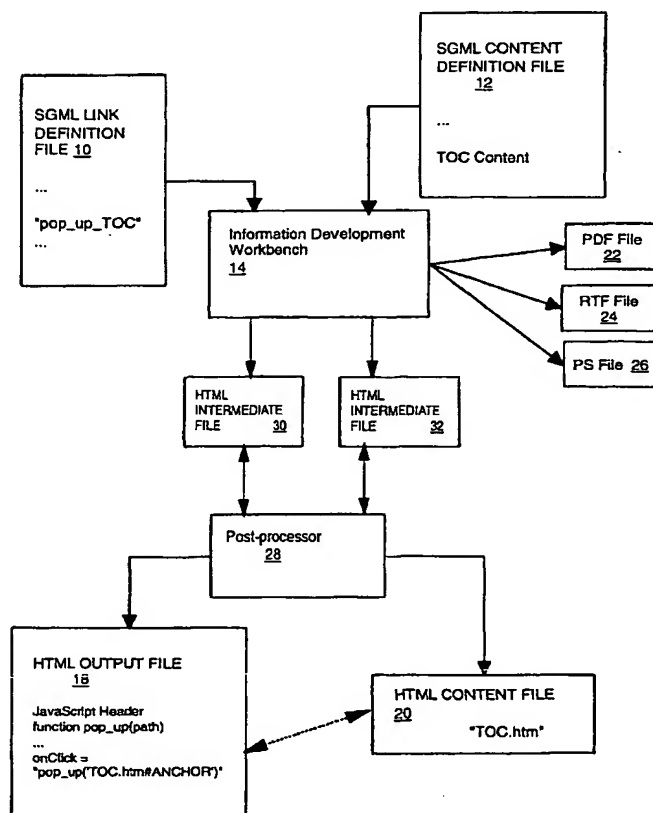 SGML LINK
DEFINITION
FILE 10
...
"pop_up_TOC"
...
SGML CONTENT
DEFINITION FILE
12
...
TOC Content
Information Development
Workbench
14
PDF File
22
RTF File
24
PS File 26
HTML
INTERMEDIATE
FILE 30
HTML
INTERMEDIATE
FILE 32
Post-processor
28
HTML OUTPUT FILE
18
JavaScript Header
function pop_up(path)
...
onClick =
"pop_up('TOC.htm#ANCHOR')"
HTML CONTENT FILE
20
"TOC.htm"